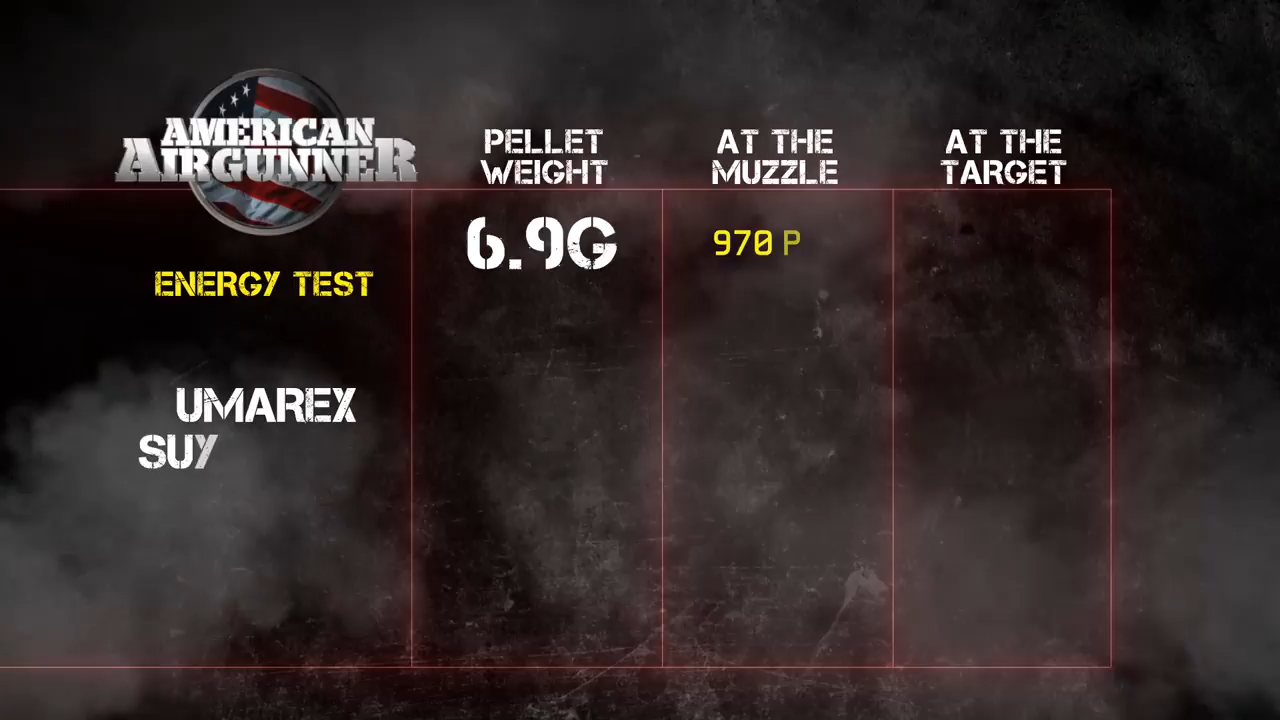 AMERICAN
AIRGUNNER
PELLET
WEIGHT
AT THE
MUZZLE
AT THE
TARGET
6.9G
970 P
ENERGY TEST
UMAREX
SUY